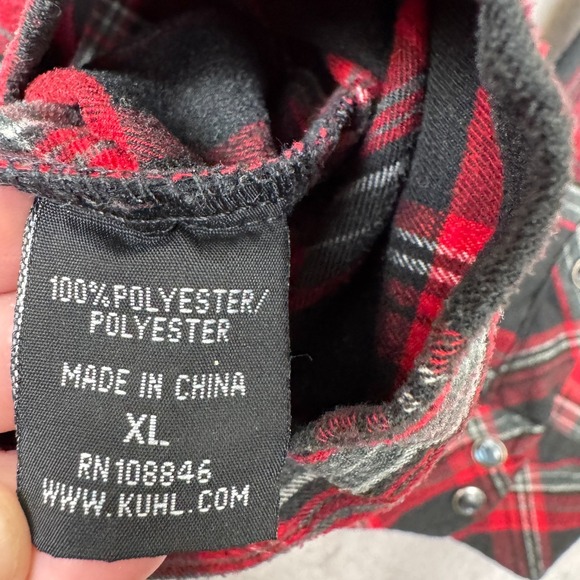 100%POLYESTER/
POLYESTER
MADE IN CHINA
XL
RN108846
WWW.KUHL.COM